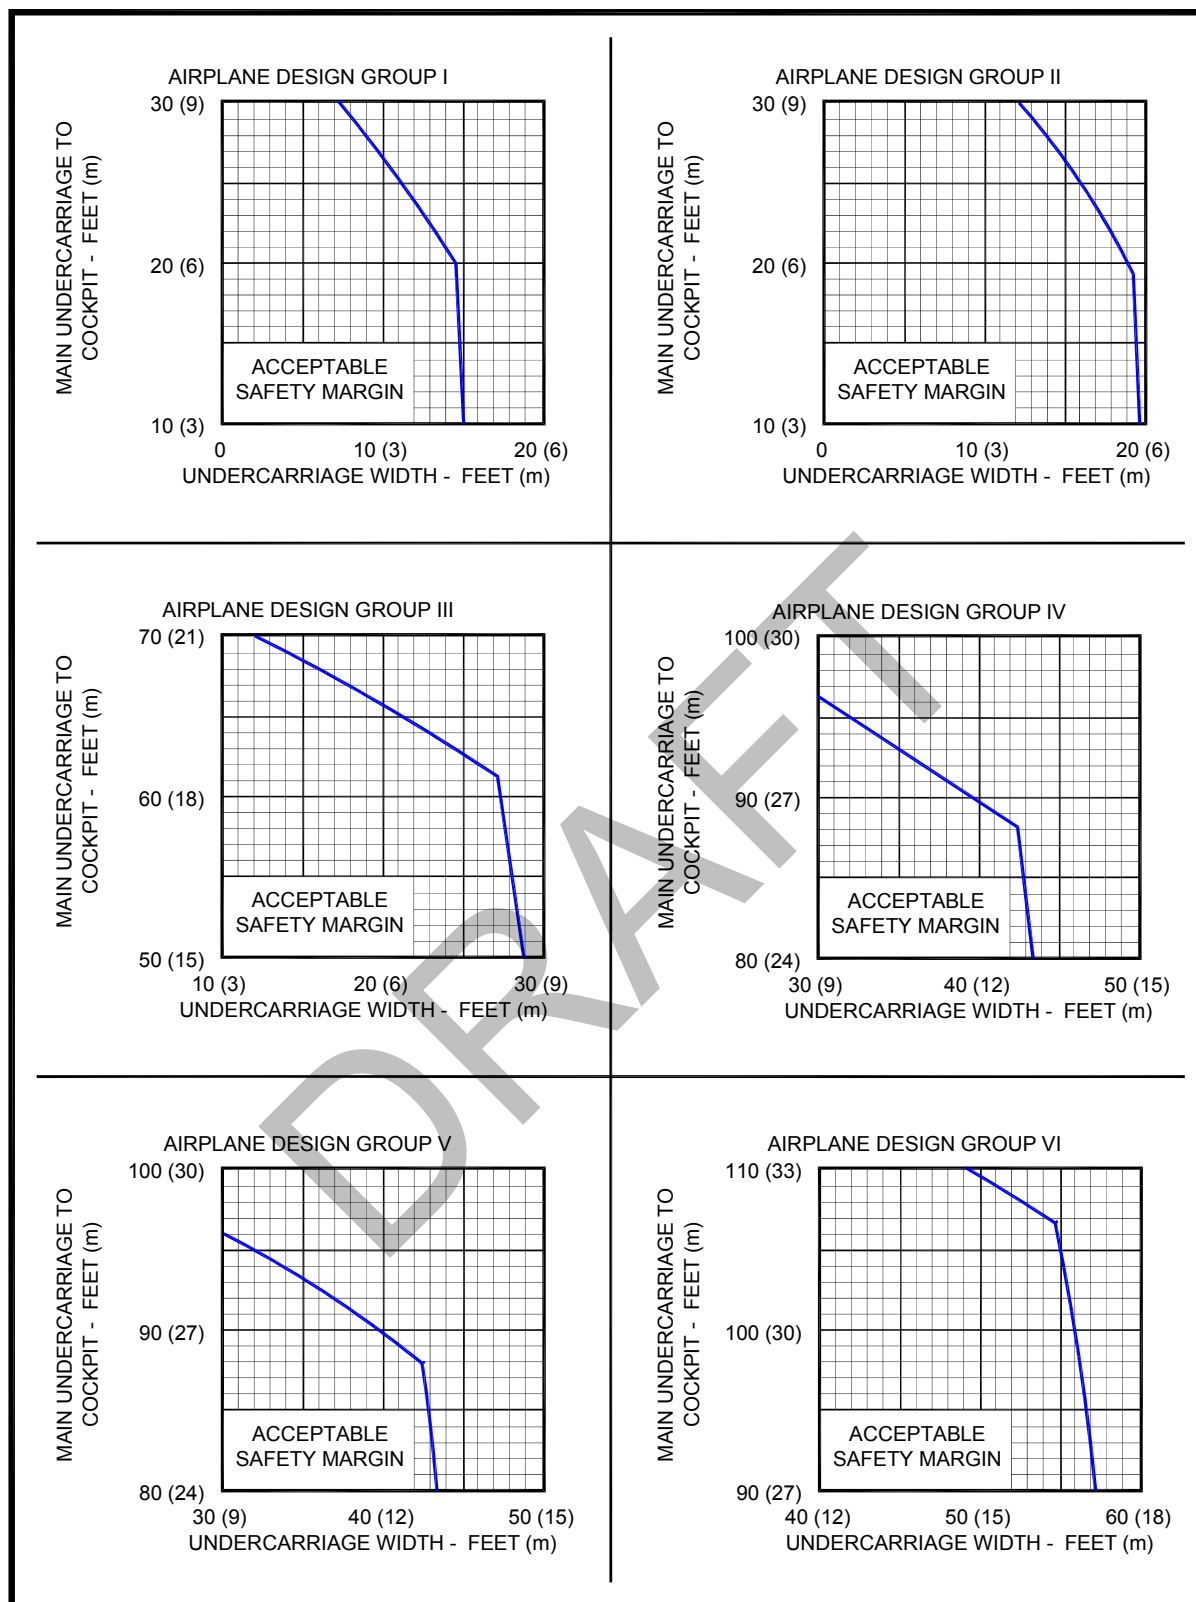 AIRPLANE DESIGN GROUP I
30 (9)
20 (6)
10 (3)
MAIN UNDERCARRIAGE TO
COCKPIT - FEET (m)
ACCEPTABLE
SAFETY MARGIN
0 10 (3) 20 (6)
UNDERCARRIAGE WIDTH - FEET (m)
AIRPLANE DESIGN GROUP II
30 (9)
20 (6)
10 (3)
MAIN UNDERCARRIAGE TO
COCKPIT - FEET (m)
ACCEPTABLE
SAFETY MARGIN
0 10 (3) 20 (6)
UNDERCARRIAGE WIDTH - FEET (m)
AIRPLANE DESIGN GROUP III
70 (21)
60 (18)
50 (15)
MAIN UNDERCARRIAGE TO
COCKPIT - FEET (m)
ACCEPTABLE
SAFETY MARGIN
10 (3) 20 (6) 30 (9)
UNDERCARRIAGE WIDTH - FEET (m)
AIRPLANE DESIGN GROUP IV
100 (30)
90 (27)
80 (24)
MAIN UNDERCARRIAGE TO
COCKPIT - FEET (m)
ACCEPTABLE
SAFETY MARGIN
30 (9) 40 (12) 50 (15)
UNDERCARRIAGE WIDTH - FEET (m)
AIRPLANE DESIGN GROUP V
100 (30)
90 (27)
80 (24)
MAIN UNDERCARRIAGE TO
COCKPIT - FEET (m)
ACCEPTABLE
SAFETY MARGIN
30 (9) 40 (12) 50 (15)
UNDERCARRIAGE WIDTH - FEET (m)
AIRPLANE DESIGN GROUP VI
110 (33)
100 (30)
90 (27)
MAIN UNDERCARRIAGE TO
COCKPIT - FEET (m)
ACCEPTABLE
SAFETY MARGIN
40 (12) 50 (15) 60 (18)
UNDERCARRIAGE WIDTH - FEET (m)
DRAFT